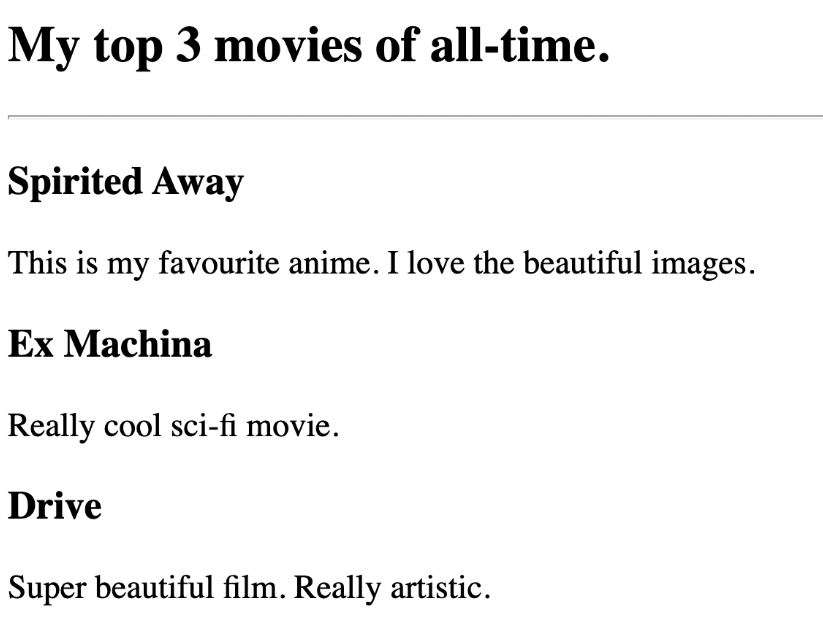 My top 3 movies of all-time.
Spirited Away
This is my favourite anime. I love the beautiful images.
Ex Machina
Really cool sci-fi movie.
Drive
Super beautiful film. Really artistic.